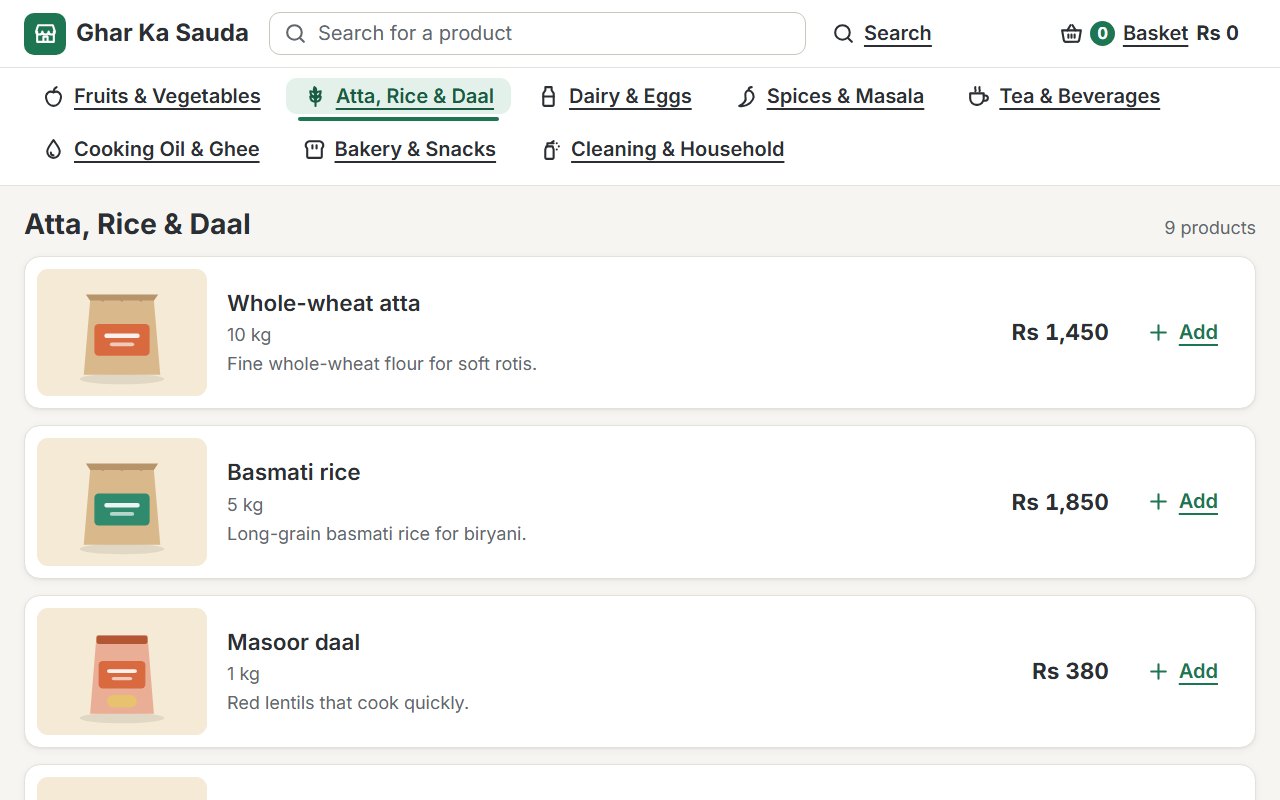 Ghar Ka Sauda
Search for a product
Search
0 Basket Rs 0
Fruits & Vegetables
Atta, Rice & Daal
Dairy & Eggs
Spices & Masala
Tea & Beverages
Cooking Oil & Ghee
Bakery & Snacks
Cleaning & Household
Atta, Rice & Daal
9 products
Whole-wheat atta
10 kg
Fine whole-wheat flour for soft rotis.
Rs 1,450
Add
Basmati rice
5 kg
Long-grain basmati rice for biryani.
Rs 1,850
Add
Masoor daal
1 kg
Red lentils that cook quickly.
Rs 380
Add